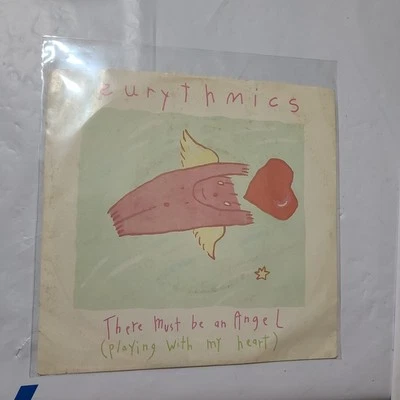 eurythmics
There must be an Angel
(playing with my heart)